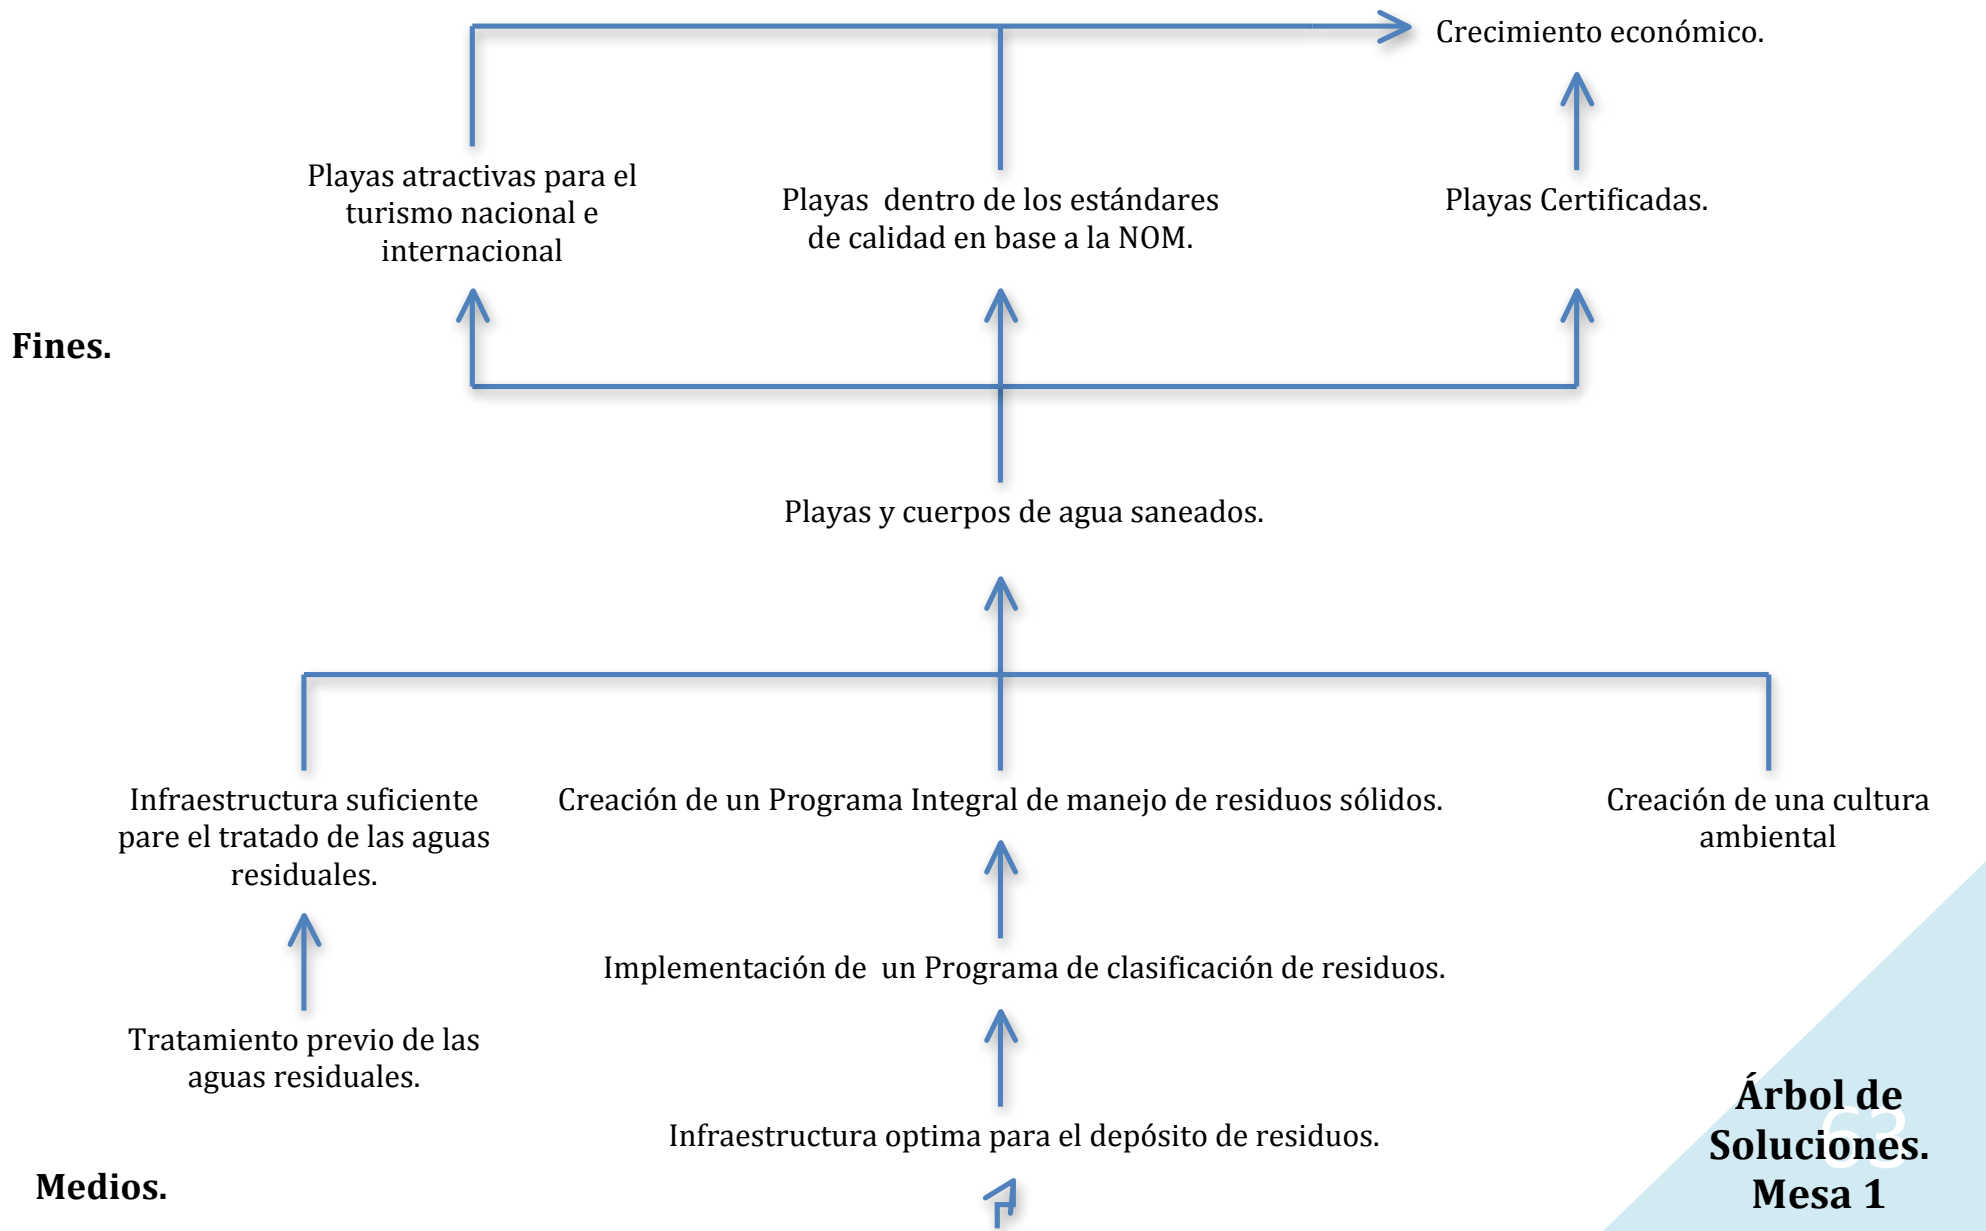 Crecimiento económico.
Playas atractivas para el
turismo nacional e
internacional
Playas dentro de los estándares
de calidad en base a la NOM.
Playas Certificadas.
Fines.
Playas y cuerpos de agua saneados.
Infraestructura suficiente
pare el tratado de las aguas
residuales.
Creación de un Programa Integral de manejo de residuos sólidos.
Creación de una cultura
ambiental
Implementación de un Programa de clasificación de residuos.
Tratamiento previo de las
aguas residuales.
Infraestructura optima para el depósito de residuos.
Medios.
Árbol de
Soluciones.
Mesa 1
63